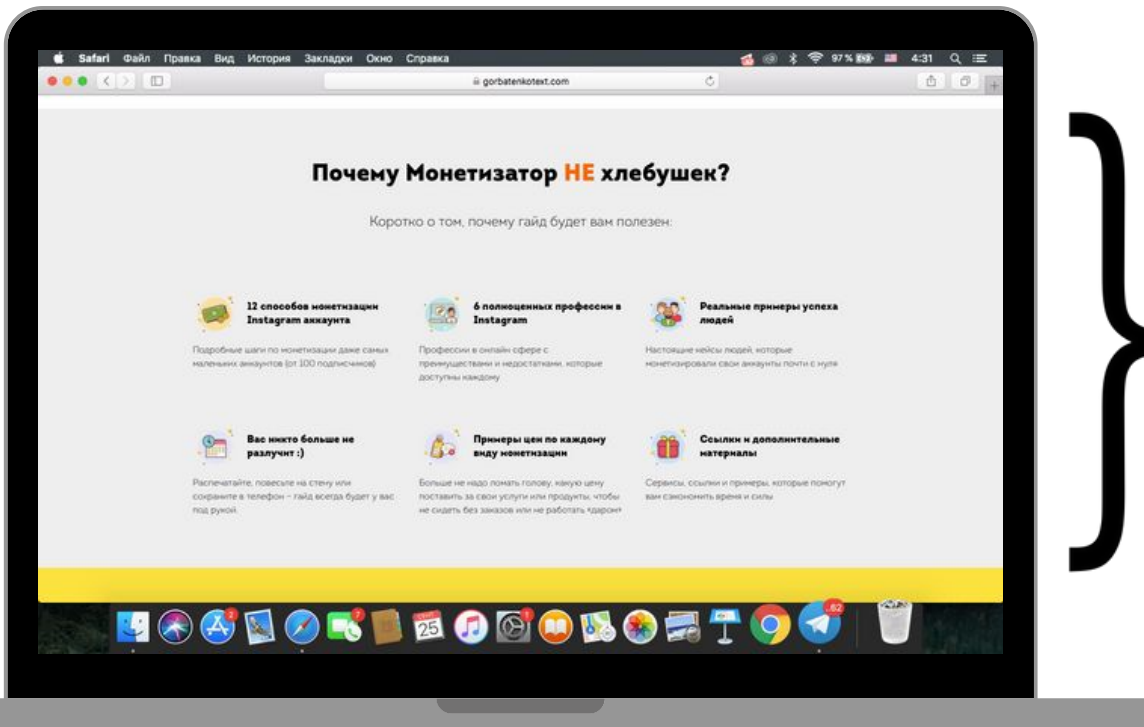 Safari Файл Правка Вид История Закладки Окно Справка 97 % 4:31
gorbatenkotext.com
Почему Монетизатор НЕ хлебушек?
Коротко о том, почему гайд будет вам полезен:
12 способов монетизации
Instagram аккаунта
Подробные шаги по монетизации даже самых
маленьких аккаунтов (от 100 подписчиков)
6 полноценных профессии в
Instagram
Профессии в онлайн сфере с
преимуществами и недостатками, которые
доступны каждому
Реальные примеры успеха
людей
Настоящие кейсы людей, которые
монетизировали свои аккаунты почти с нуля
Вас никто больше не
разлучит :)
Распечатайте, повесьте на стену или
сохраните в телефон – гайд всегда будет у вас
под рукой
Примеры цен по каждому
виду монетизации
Больше не надо ломать голову, какую цену
поставить за свои услуги или продукты, чтобы
не сидеть без заказов или не работать «даром»
Ссылки и дополнительные
материалы
Сервисы, ссылки и примеры, которые помогут
вам сэкономить время и силы
2 7 25 1 62
}